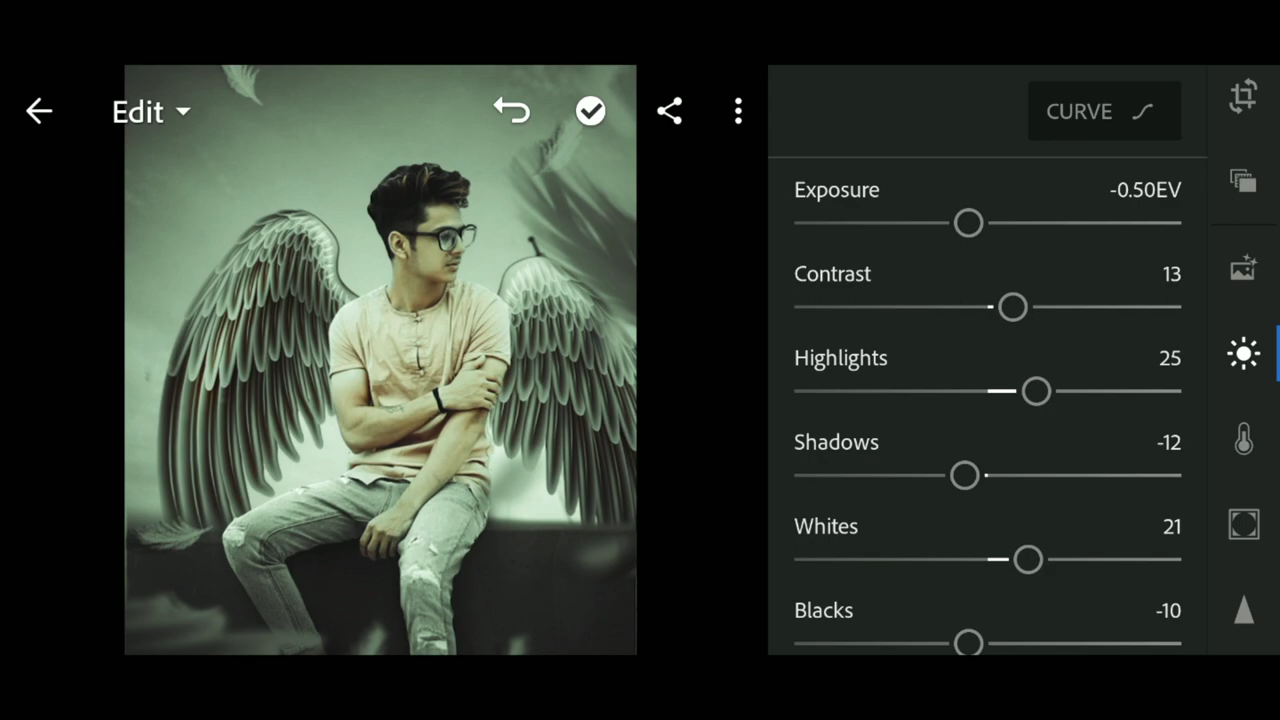 Edit
CURVE
Exposure -0.50EV
Contrast 13
Highlights 25
Shadows -12
Whites 21
Blacks -10